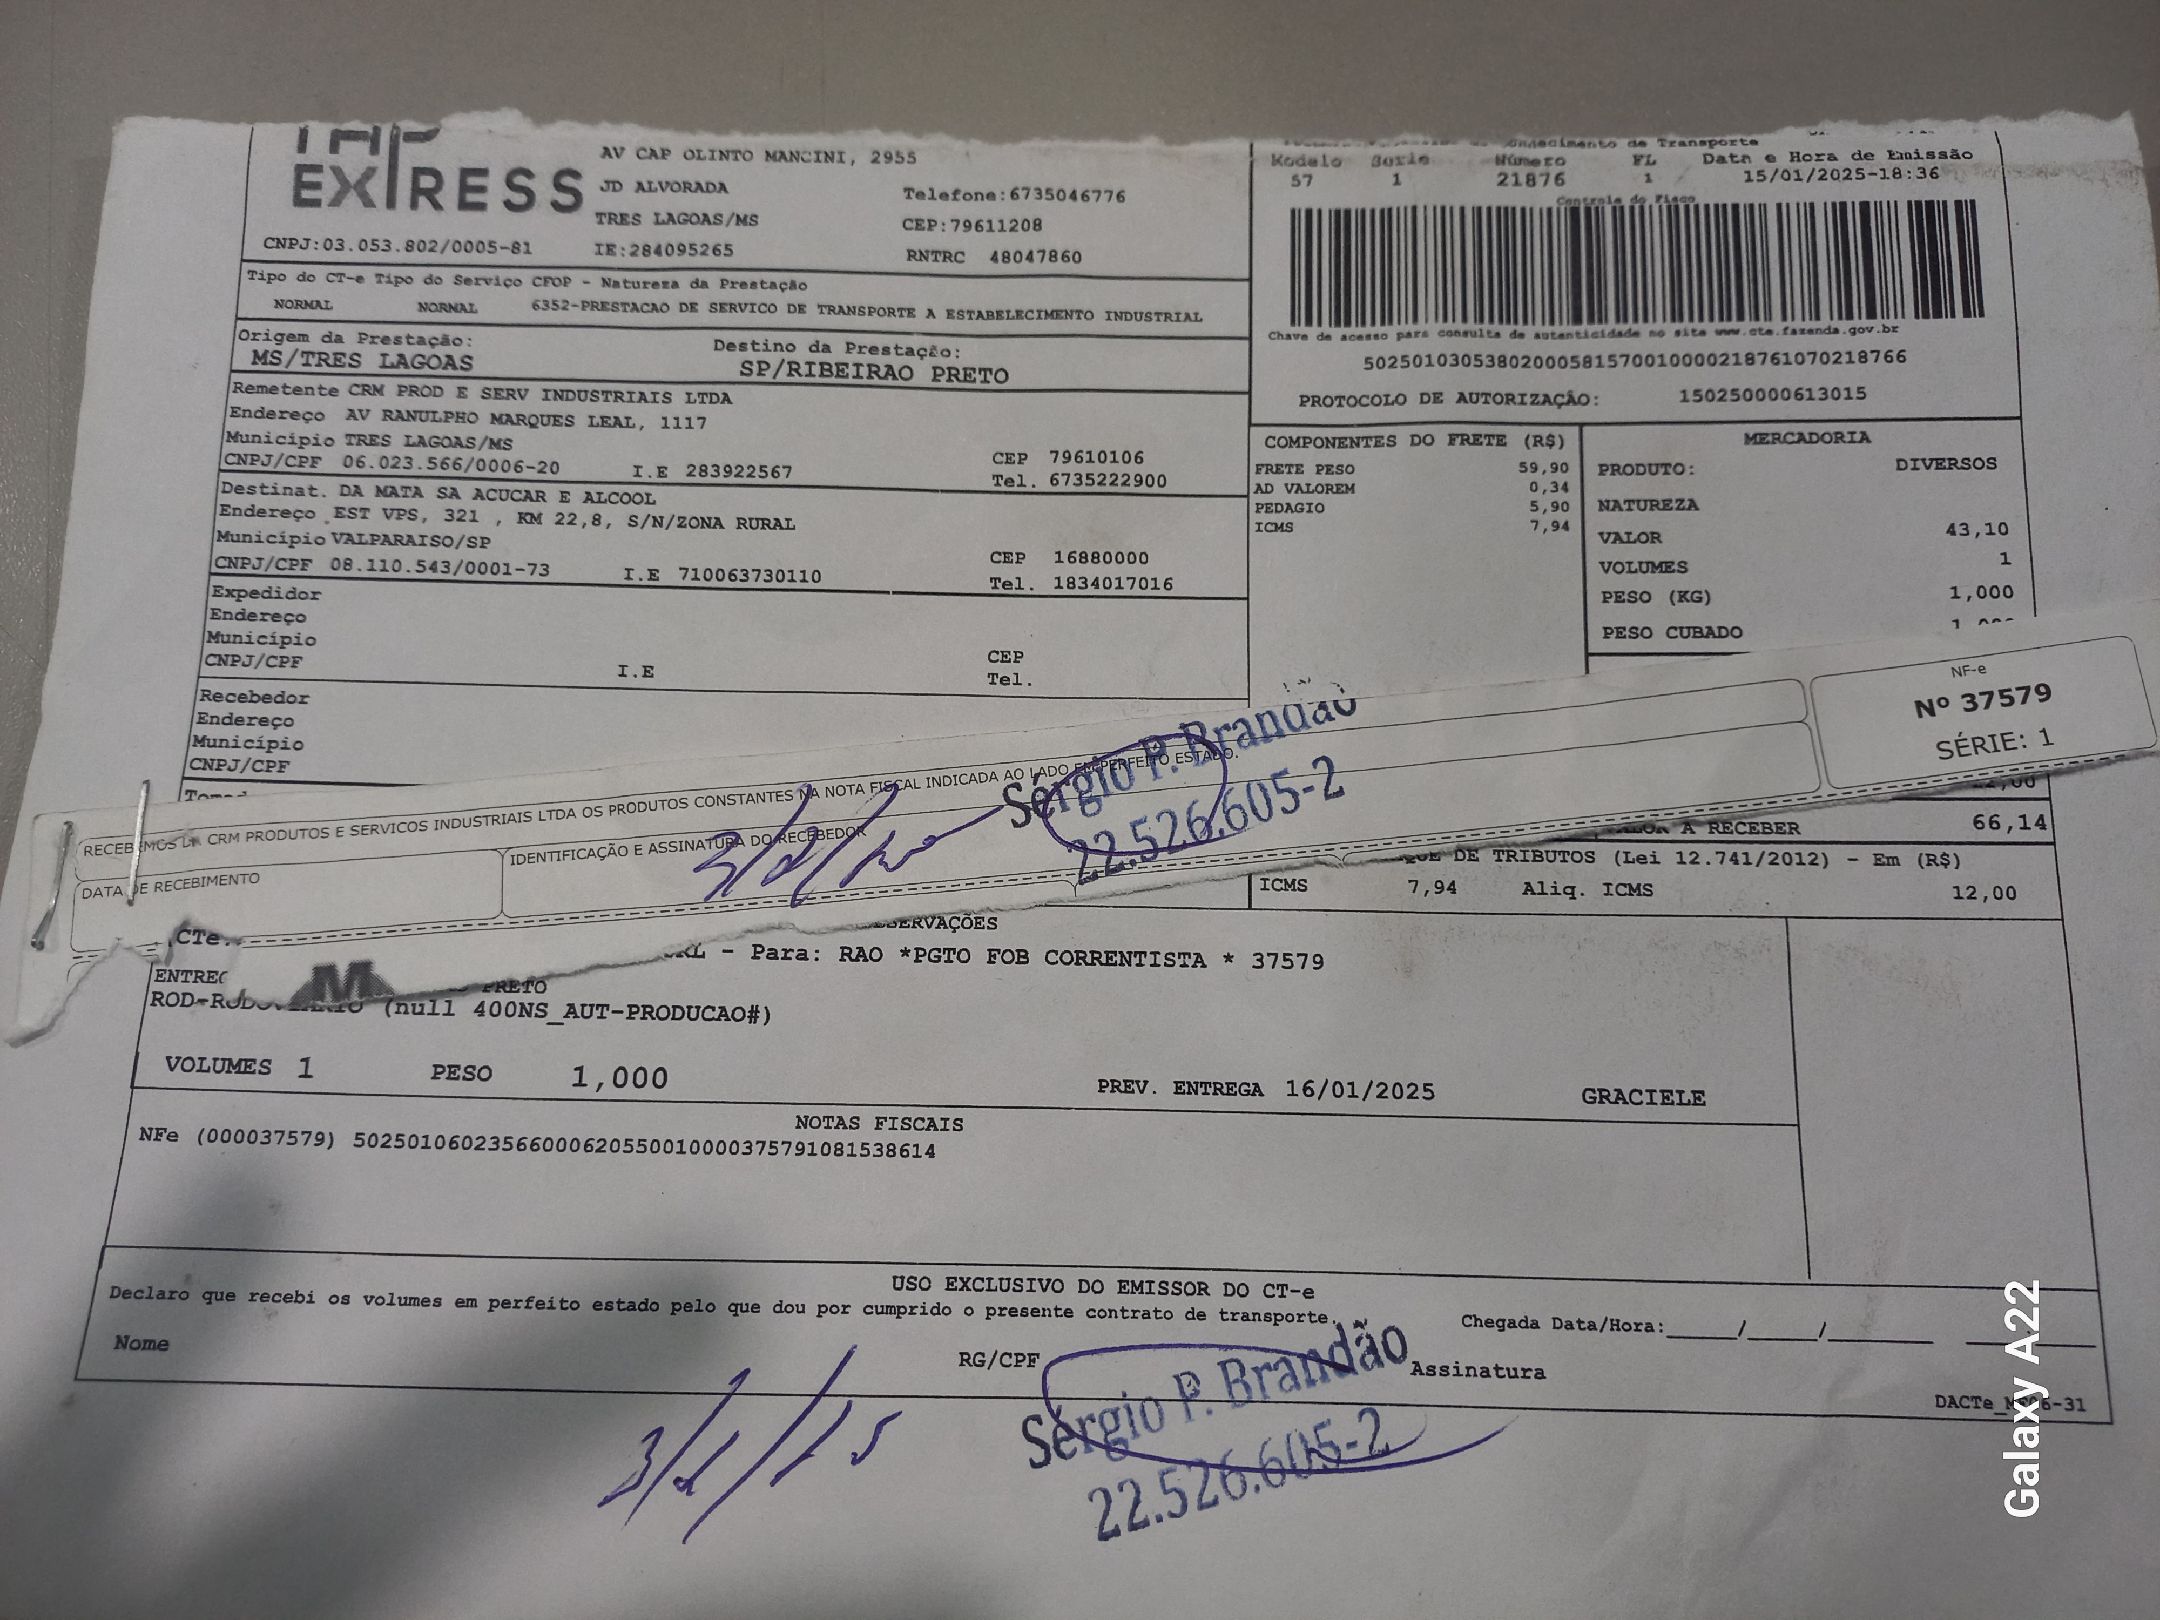 EXPRESS
AV CAP OLINTO MANCINI, 2955
JD ALVORADA
Telefone:6735046776
TRES LAGOAS/MS
CEP:79611208
CNPJ:03.053.802/0005-81 IE:284095265
RNTRC 48047860
Conhecimento de Transporte
Modelo Serie Número FL Data e Hora de Emissão
57 1 21876 1 15/01/2025-18:36
Controle do Fisco
Chave de acesso para consulta de autenticidade no site www.cte.fazenda.gov.br
50250103053802000581570010000218761070218766
PROTOCOLO DE AUTORIZAÇÃO: 150250000613015
Tipo do CT-e Tipo do Serviço CFOP - Natureza da Prestação
NORMAL NORMAL 6352-PRESTACAO DE SERVICO DE TRANSPORTE A ESTABELECIMENTO INDUSTRIAL
Origem da Prestação: Destino da Prestação:
MS/TRES LAGOAS SP/RIBEIRAO PRETO
Remetente CRM PROD E SERV INDUSTRIAIS LTDA
Endereço AV RANULPHO MARQUES LEAL, 1117
Município TRES LAGOAS/MS CEP 79610106
CNPJ/CPF 06.023.566/0006-20 I.E 283922567 Tel. 6735222900
Destinat. DA MATA SA ACUCAR E ALCOOL
Endereço EST VPS, 321 , KM 22,8, S/N/ZONA RURAL
Município VALPARAISO/SP CEP 16880000
CNPJ/CPF 08.110.543/0001-73 I.E 710063730110 Tel. 1834017016
Expedidor
Endereço
Município CEP
CNPJ/CPF I.E Tel.
Recebedor
Endereço
Município
CNPJ/CPF
COMPONENTES DO FRETE (R$)
FRETE PESO 59,90
AD VALOREM 0,34
PEDAGIO 5,90
ICMS 7,94
MERCADORIA
PRODUTO: DIVERSOS
NATUREZA
VALOR 43,10
VOLUMES 1
PESO (KG) 1,000
PESO CUBADO
NF-e
Nº 37579
SÉRIE: 1
RECEBEMOS DA CRM PRODUTOS E SERVICOS INDUSTRIAIS LTDA OS PRODUTOS CONSTANTES NA NOTA FISCAL INDICADA AO LADO EM PERFEITO ESTADO.
DATA DE RECEBIMENTO
IDENTIFICAÇÃO E ASSINATURA DO RECEBEDOR
Sérgio P. Brandão
22.526.605-2
A RECEBER 66,14
DE TRIBUTOS (Lei 12.741/2012) - Em (R$)
ICMS 7,94 Aliq. ICMS 12,00
CTe
- Para: RAO *PGTO FOB CORRENTISTA * 37579
PRETO
(null 400NS_AUT-PRODUCAO#)
VOLUMES 1 PESO 1,000 PREV. ENTREGA 16/01/2025 GRACIELE
NOTAS FISCAIS
NFe (000037579) 50250106023566000620550010000375791081538614
USO EXCLUSIVO DO EMISSOR DO CT-e
Declaro que recebi os volumes em perfeito estado pelo que dou por cumprido o presente contrato de transporte.
Chegada Data/Hora:_____/_____/________
Nome RG/CPF Assinatura
Sérgio P. Brandão
22.526.605-2
Galaxy A22